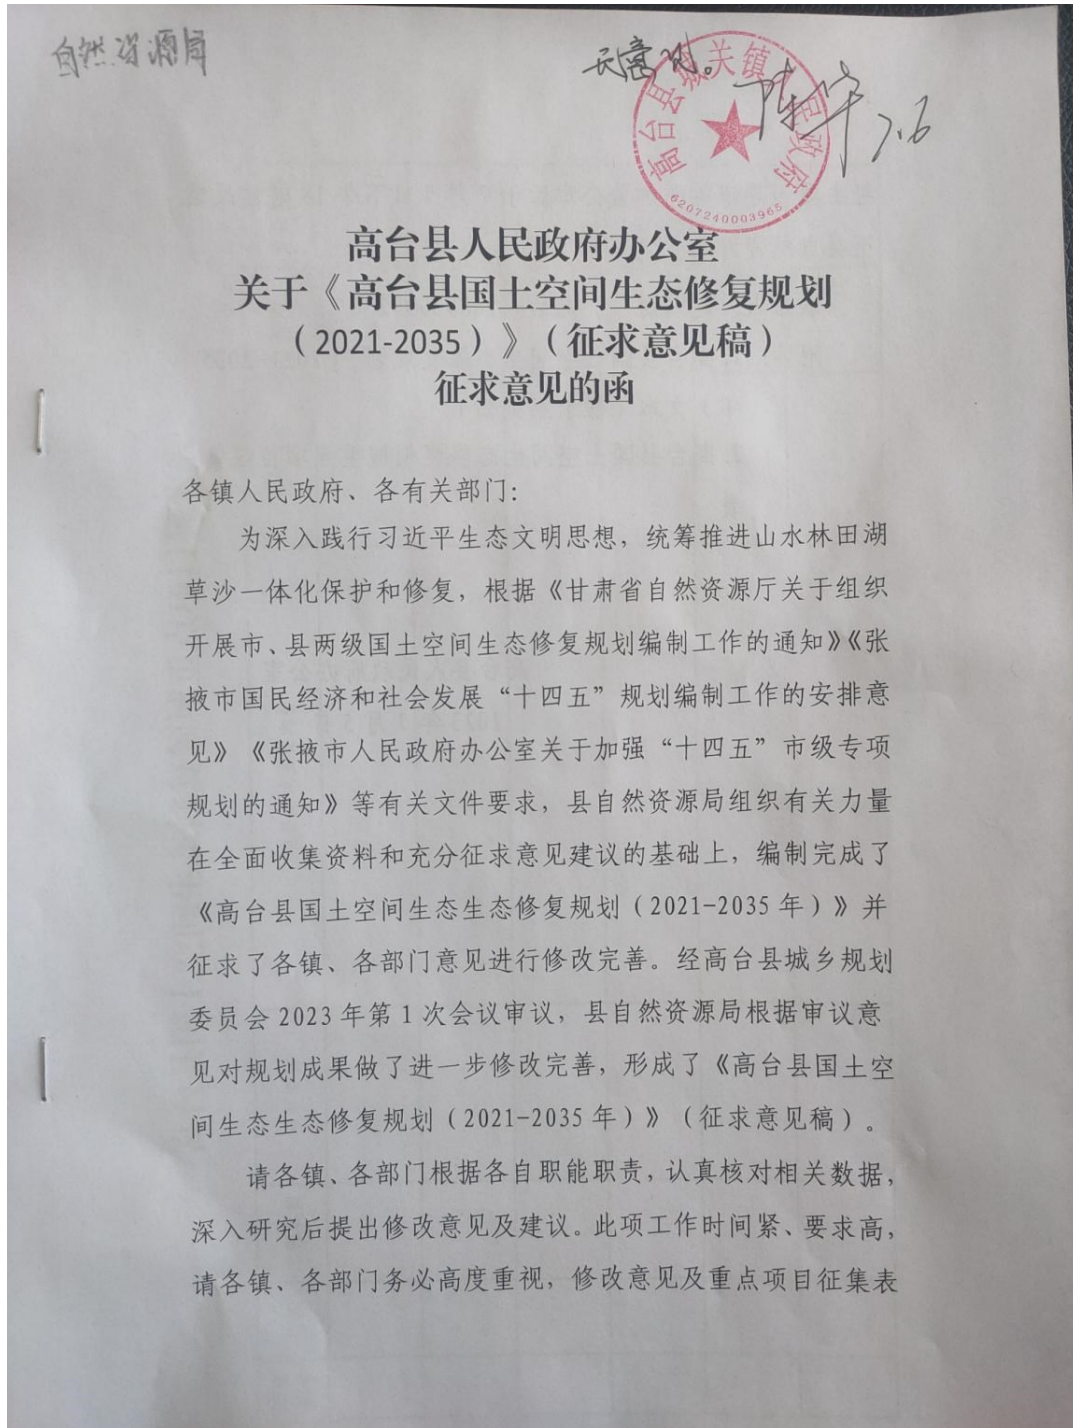 自然资源局
无意见。
7.6
高台县城关镇人民政府
6207240003965
高台县人民政府办公室
关于《高台县国土空间生态修复规划
（2021-2035）》（征求意见稿）
征求意见的函
各镇人民政府、各有关部门：
为深入践行习近平生态文明思想，统筹推进山水林田湖
草沙一体化保护和修复，根据《甘肃省自然资源厅关于组织
开展市、县两级国土空间生态修复规划编制工作的通知》《张
掖市国民经济和社会发展“十四五”规划编制工作的安排意
见》《张掖市人民政府办公室关于加强“十四五”市级专项
规划的通知》等有关文件要求，县自然资源局组织有关力量
在全面收集资料和充分征求意见建议的基础上，编制完成了
《高台县国土空间生态生态修复规划（2021-2035年）》并
征求了各镇、各部门意见进行修改完善。经高台县城乡规划
委员会2023年第1次会议审议，县自然资源局根据审议意
见对规划成果做了进一步修改完善，形成了《高台县国土空
间生态生态修复规划（2021-2035年）》（征求意见稿）。
请各镇、各部门根据各自职能职责，认真核对相关数据，
深入研究后提出修改意见及建议。此项工作时间紧、要求高，
请各镇、各部门务必高度重视，修改意见及重点项目征集表